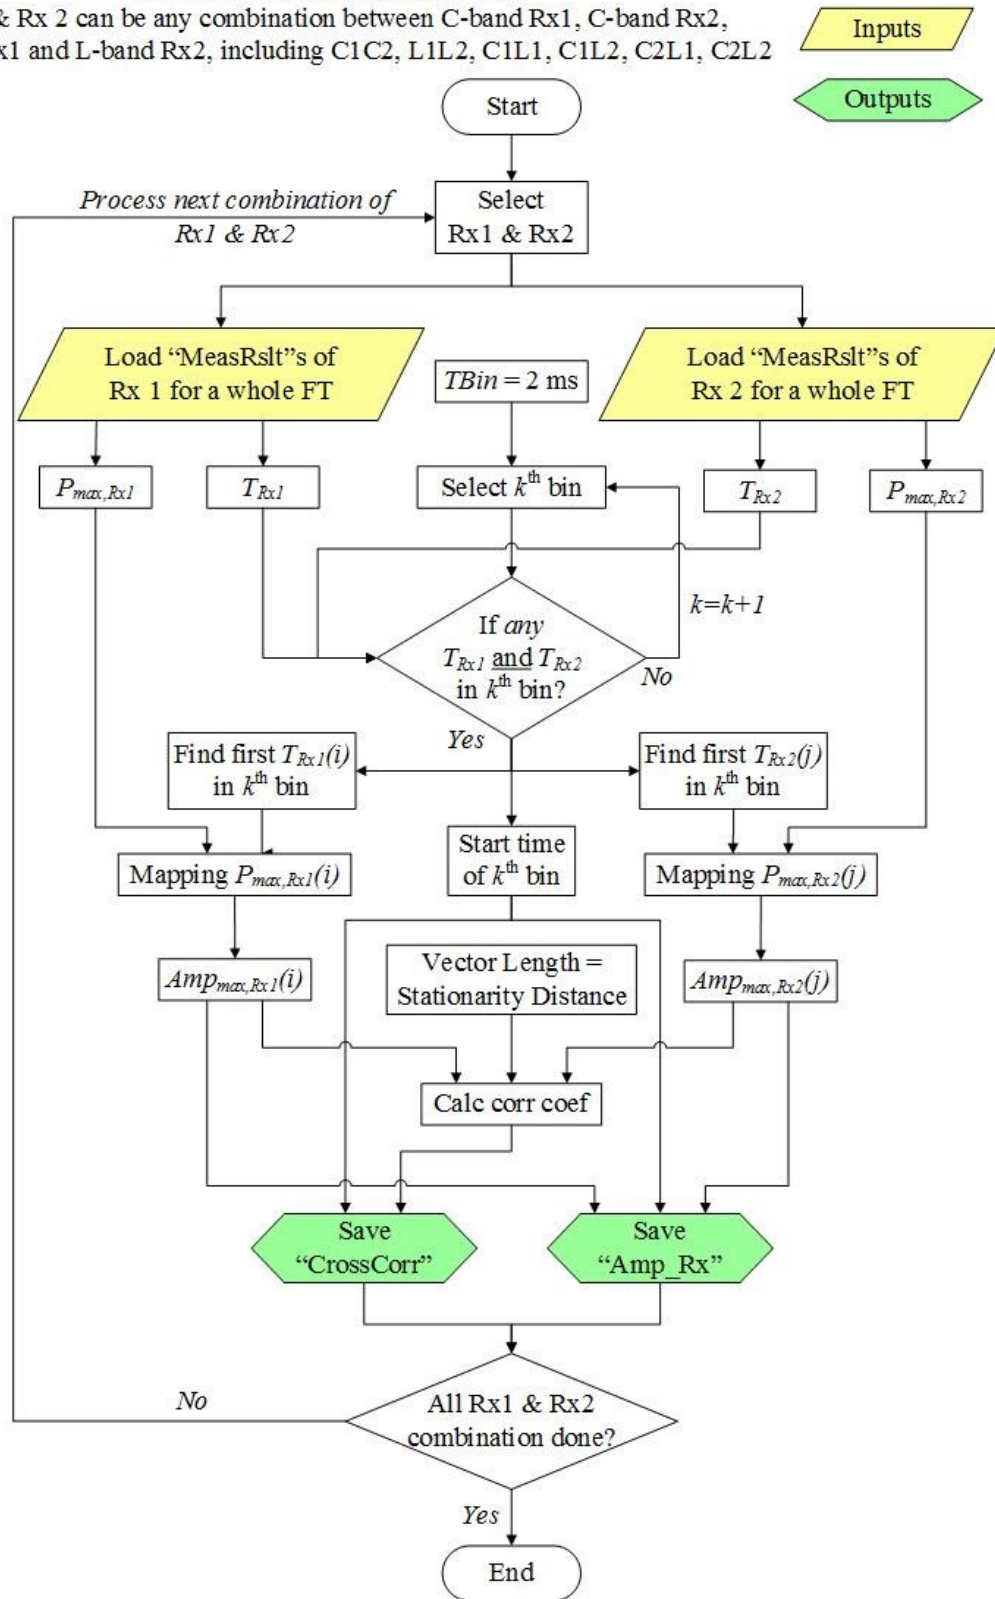 & Rx 2 can be any combination between C-band Rx1, C-band Rx2,
x1 and L-band Rx2, including C1C2, L1L2, C1L1, C1L2, C2L1, C2L2
Inputs
Outputs
Start
Process next combination of
Rx1 & Rx2
Select
Rx1 & Rx2
Load “MeasRslt”s of
Rx 1 for a whole FT
TBin = 2 ms
Load “MeasRslt”s of
Rx 2 for a whole FT
Pmax,Rx1
TRx1
Select kth bin
TRx2
Pmax,Rx2
k=k+1
If any
TRx1 and TRx2
in kth bin?
No
Yes
Find first TRx1(i)
in kth bin
Find first TRx2(j)
in kth bin
Start time
of kth bin
Mapping Pmax,Rx1(i)
Mapping Pmax,Rx2(j)
Ampmax,Rx1(i)
Vector Length =
Stationarity Distance
Ampmax,Rx2(j)
Calc corr coef
Save
“CrossCorr”
Save
“Amp_Rx”
No
All Rx1 & Rx2
combination done?
Yes
End